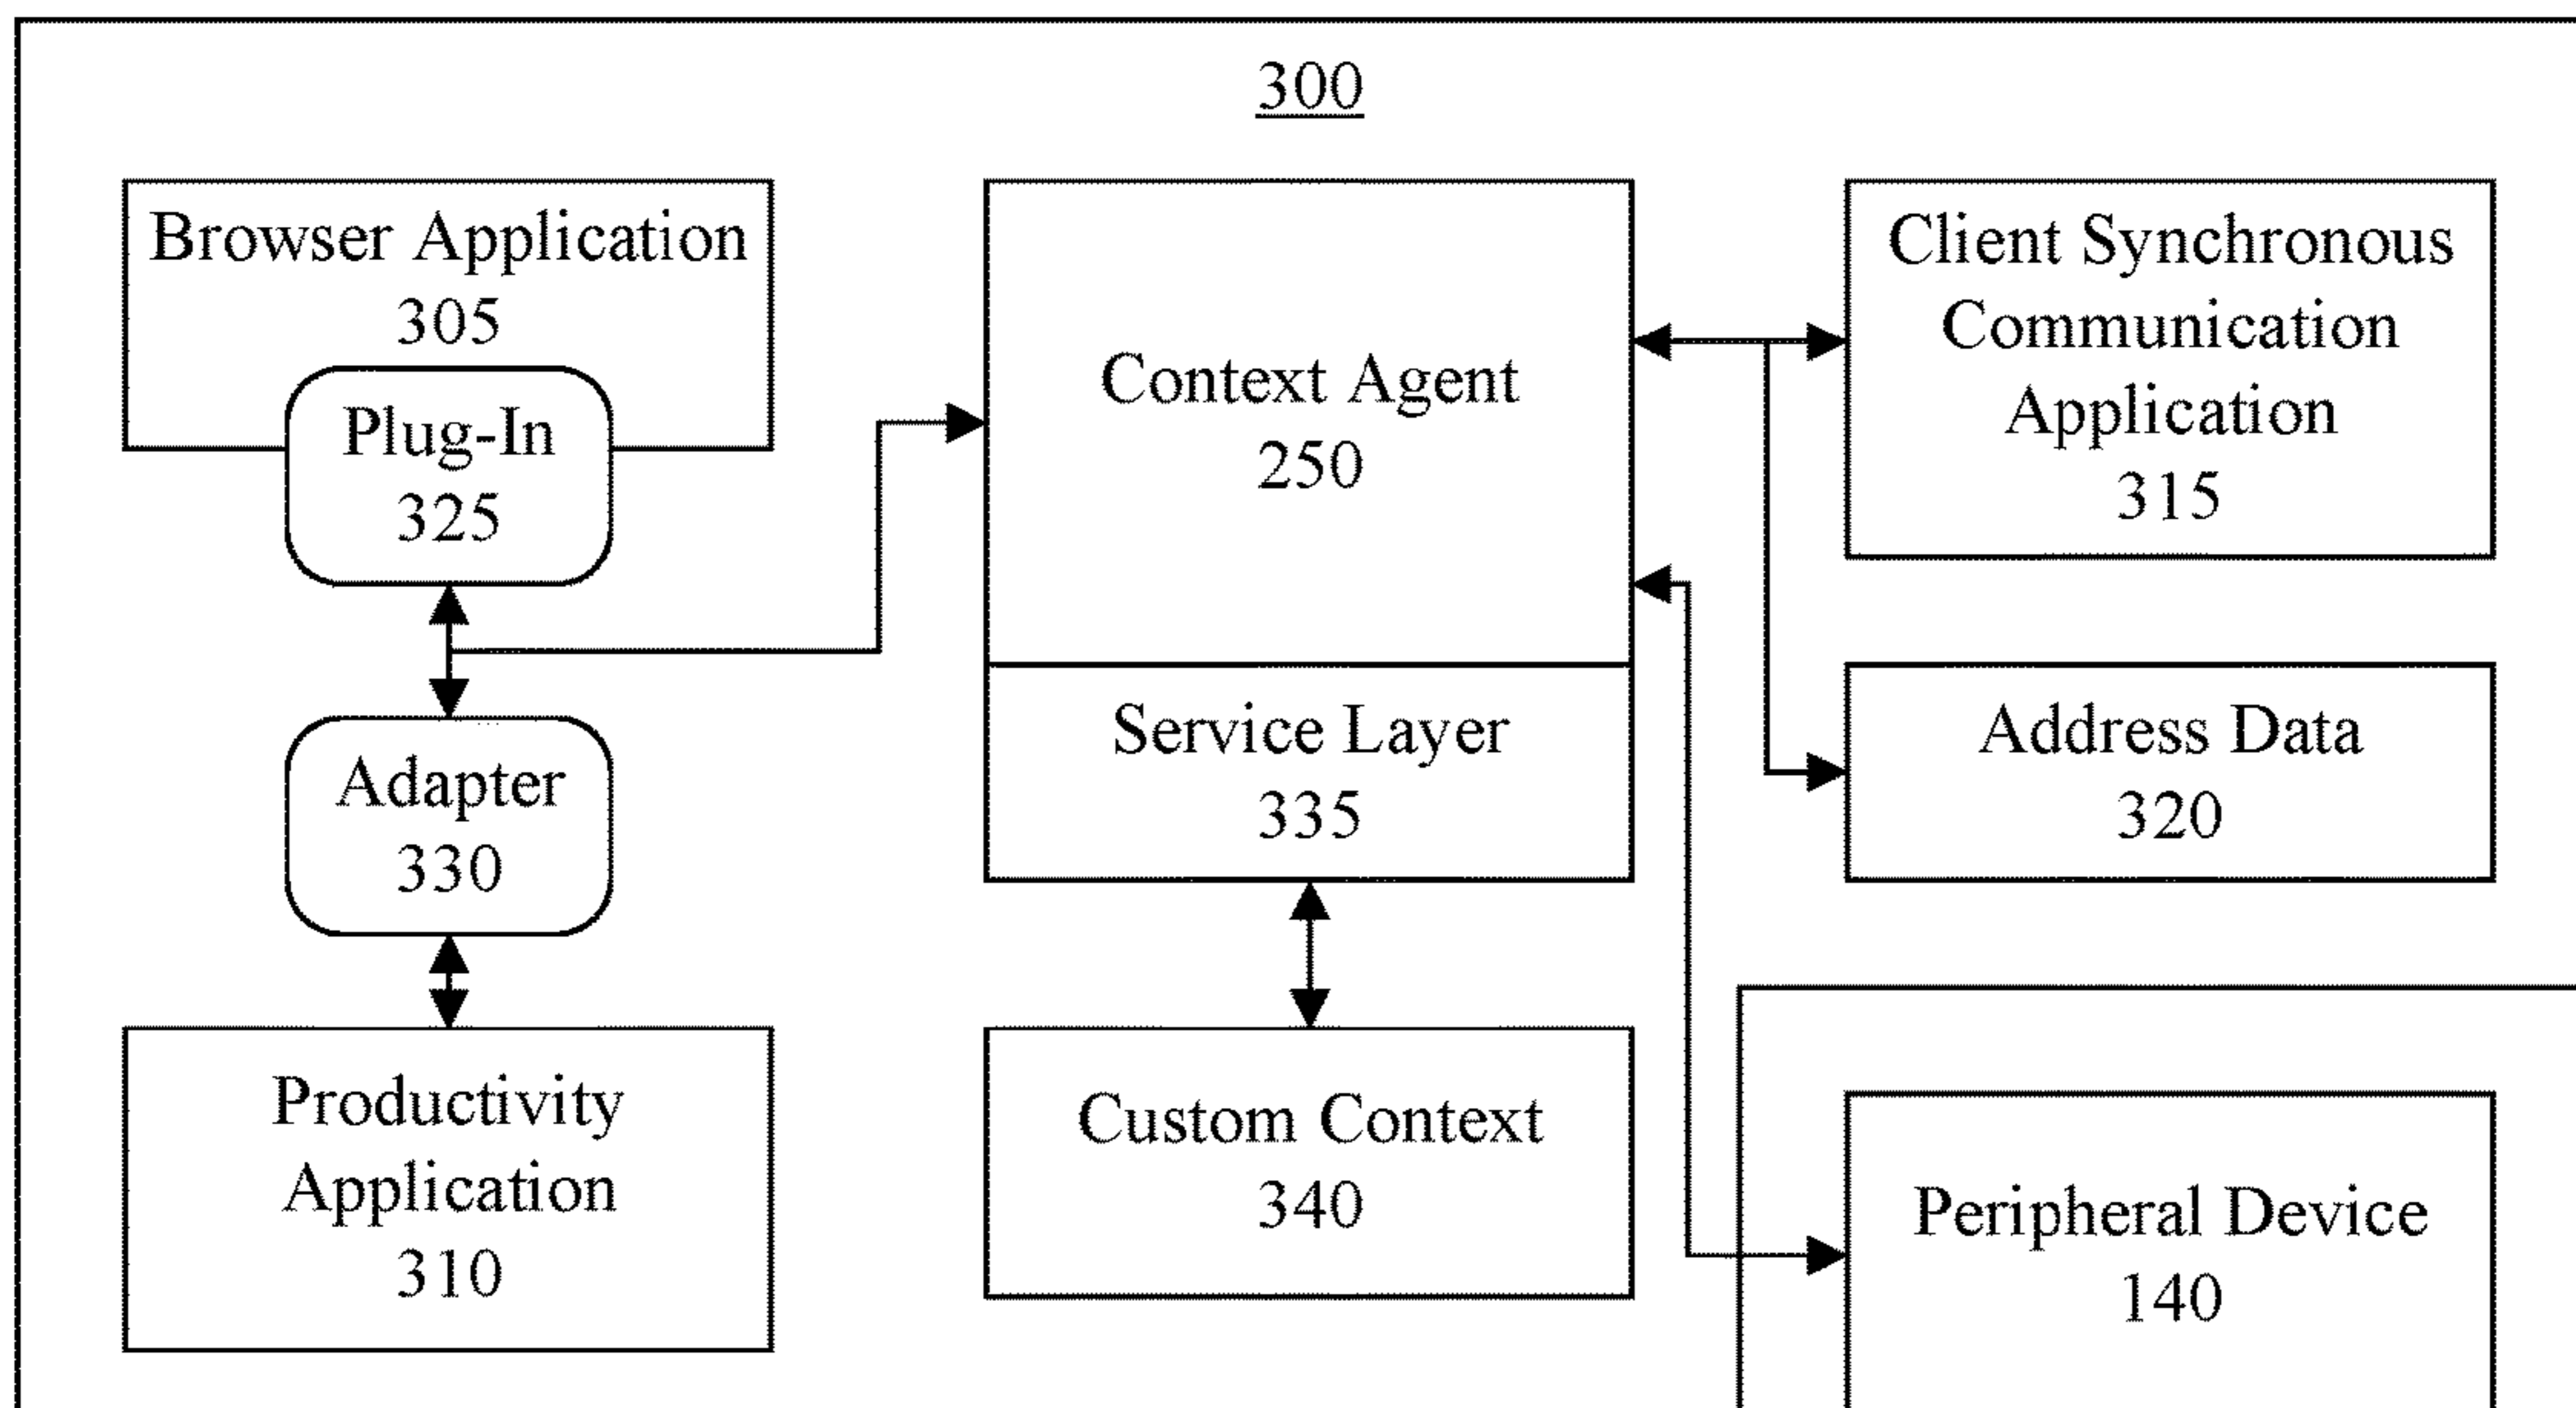 300
Browser Application
305
Plug-In
325
Adapter
330
Productivity
Application
310
Context Agent
250
Service Layer
335
Custom Context
340
Client Synchronous
Communication
Application
315
Address Data
320
Peripheral Device
140